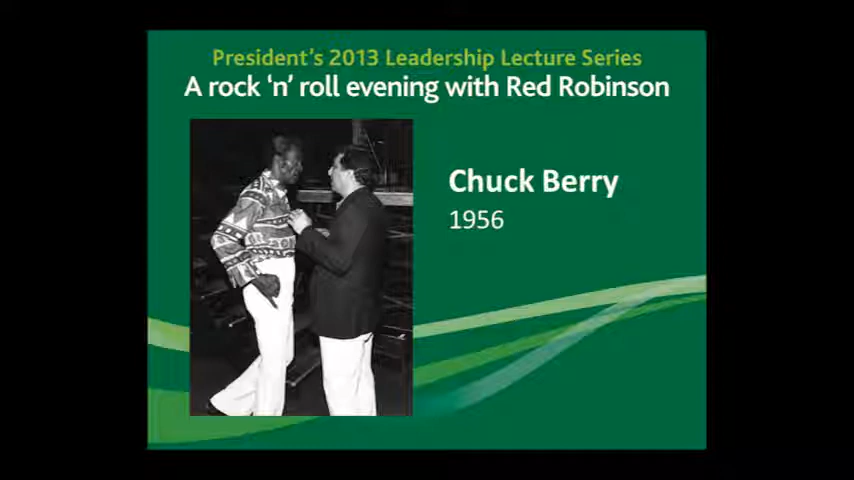 President's 2013 Leadership Lecture Series
A rock 'n' roll evening with Red Robinson
Chuck Berry
1956